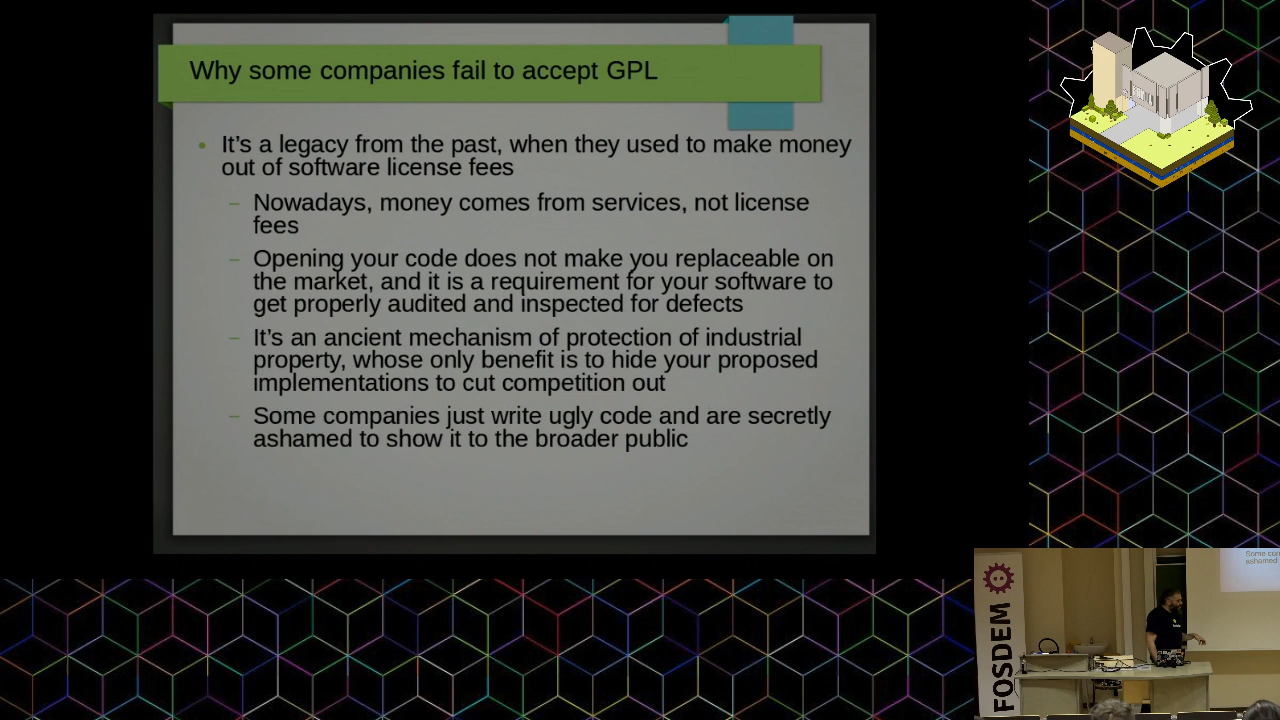 Why some companies fail to accept GPL
• It's a legacy from the past, when they used to make money
out of software license fees
– Nowadays, money comes from services, not license
fees
– Opening your code does not make you replaceable on
the market, and it is a requirement for your software to
get properly audited and inspected for defects
– It's an ancient mechanism of protection of industrial
property, whose only benefit is to hide your proposed
implementations to cut competition out
– Some companies just write ugly code and are secretly
ashamed to show it to the broader public
FOSDEM
Some con
ashamed